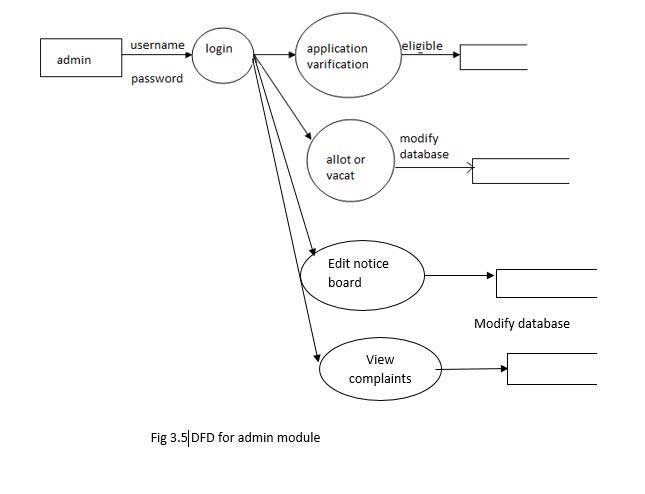 admin
username
password
login
application
varification
eligible
allot or
vacat
modify
database
Edit notice
board
Modify database
View
complaints
Fig 3.5 DFD for admin module